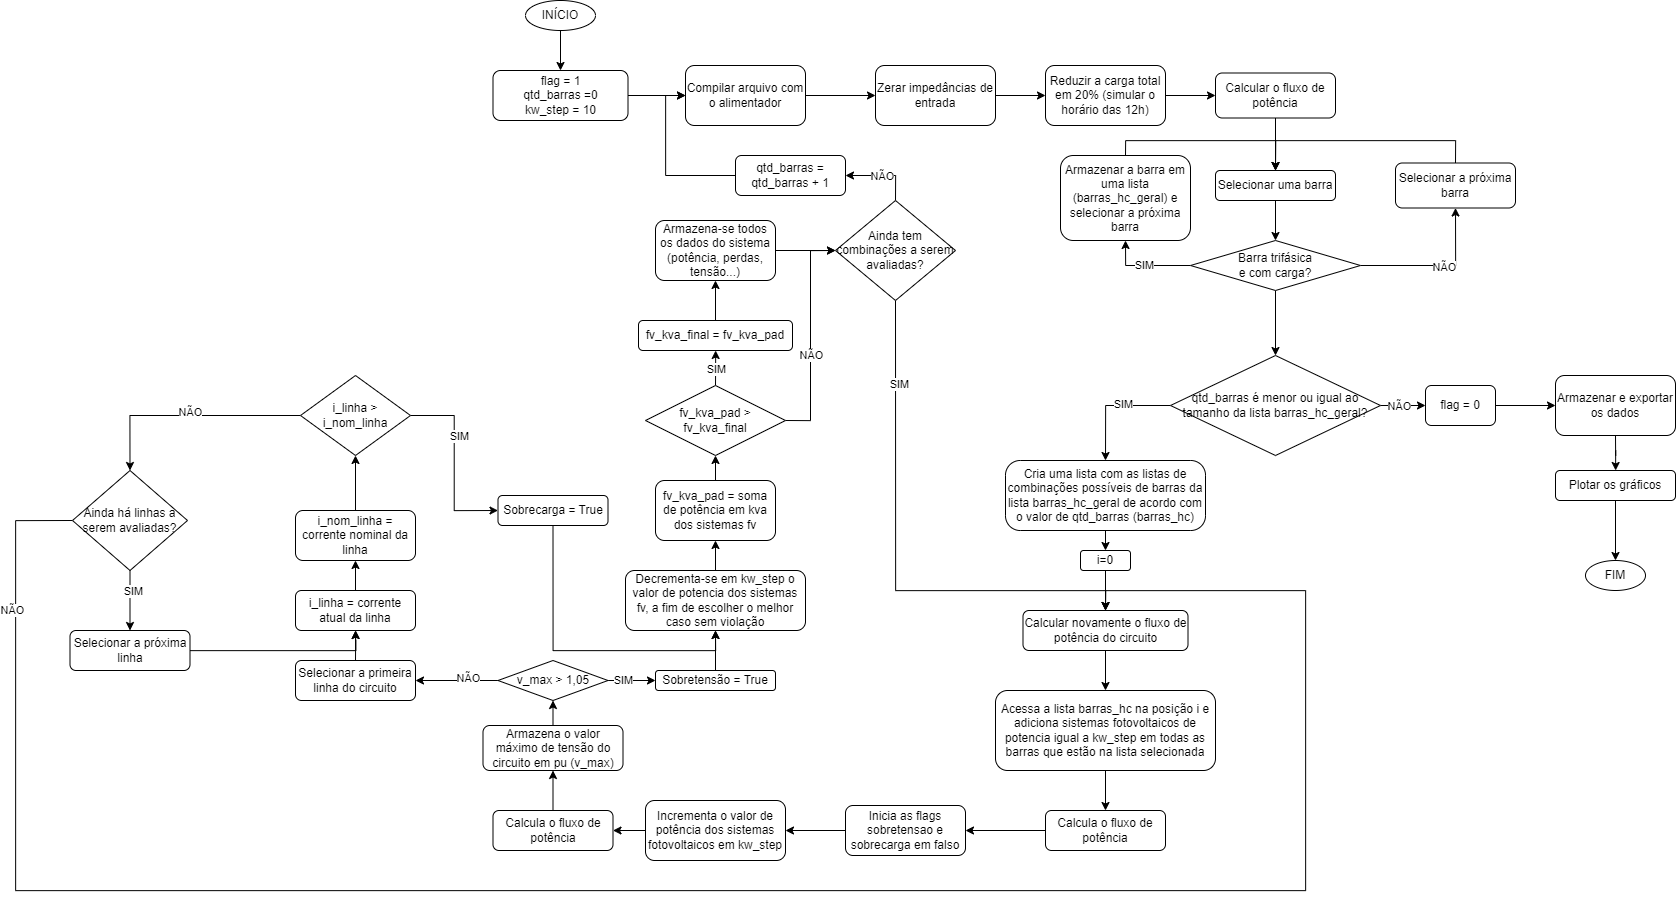 INÍCIO
flag = 1
qtd_barras =0
kw_step = 10
Compilar arquivo com
o alimentador
Zerar impedâncias de
entrada
Reduzir a carga total
em 20% (simular o
horário das 12h)
Calcular o fluxo de
potência
qtd_barras =
qtd_barras + 1
NÃO
Armazenar a barra em
uma lista
(barras_hc_geral) e
selecionar a próxima
barra
Selecionar uma barra
Selecionar a próxima
barra
Armazena-se todos
os dados do sistema
(potência, perdas,
tensão...)
Ainda tem
combinações a serem
avaliadas?
SIM
Barra trifásica
e com carga?
NÃO
fv_kva_final = fv_kva_pad
NÃO
SIM
SIM
fv_kva_pad >
fv_kva_final
i_linha >
i_nom_linha
NÃO
SIM
SIM
qtd_barras é menor ou igual ao
tamanho da lista barras_hc_geral?
NÃO
flag = 0
Armazenar e exportar
os dados
Plotar os gráficos
FIM
Cria uma lista com as listas de
combinações possíveis de barras da
lista barras_hc_geral de acordo com
o valor de qtd_barras (barras_hc)
i=0
fv_kva_pad = soma
de potência em kva
dos sistemas fv
Sobrecarga = True
Ainda há linhas a
serem avaliadas?
i_nom_linha =
corrente nominal da
linha
SIM
NÃO
i_linha = corrente
atual da linha
Decrementa-se em kw_step o
valor de potencia dos sistemas
fv, a fim de escolher o melhor
caso sem violação
Calcular novamente o fluxo de
potência do circuito
Selecionar a próxima
linha
Selecionar a primeira
linha do circuito
NÃO
v_max > 1,05
SIM
Sobretensão = True
Acessa a lista barras_hc na posição i e
adiciona sistemas fotovoltaicos de
potencia igual a kw_step em todas as
barras que estão na lista selecionada
Armazena o valor
máximo de tensão do
circuito em pu (v_max)
Calcula o fluxo de
potência
Incrementa o valor de
potência dos sistemas
fotovoltaicos em kw_step
Inicia as flags
sobretensao e
sobrecarga em falso
Calcula o fluxo de
potência